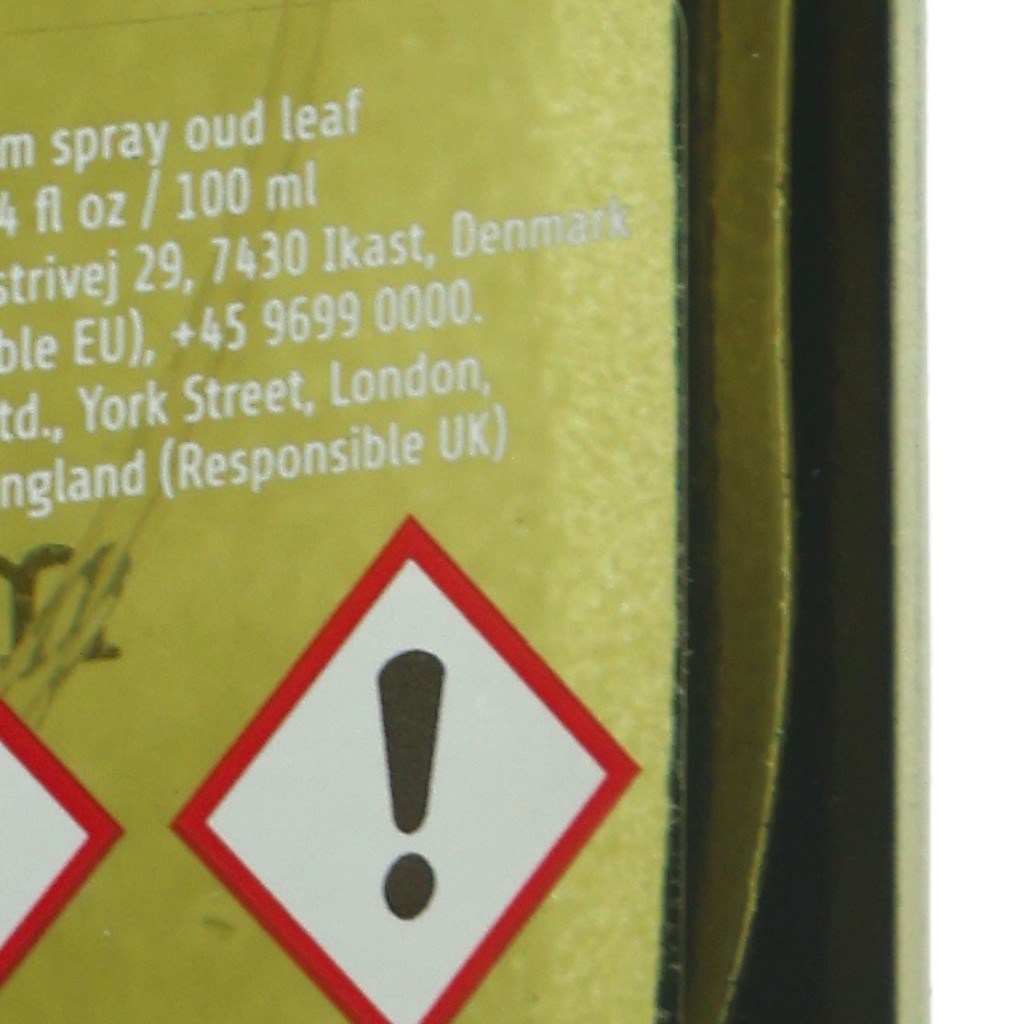 m spray oud leaf
4 fl oz / 100 ml
strivej 29, 7430 Ikast, Denmark
ble EU), +45 9699 0000.
td., York Street, London,
ngland (Responsible UK)